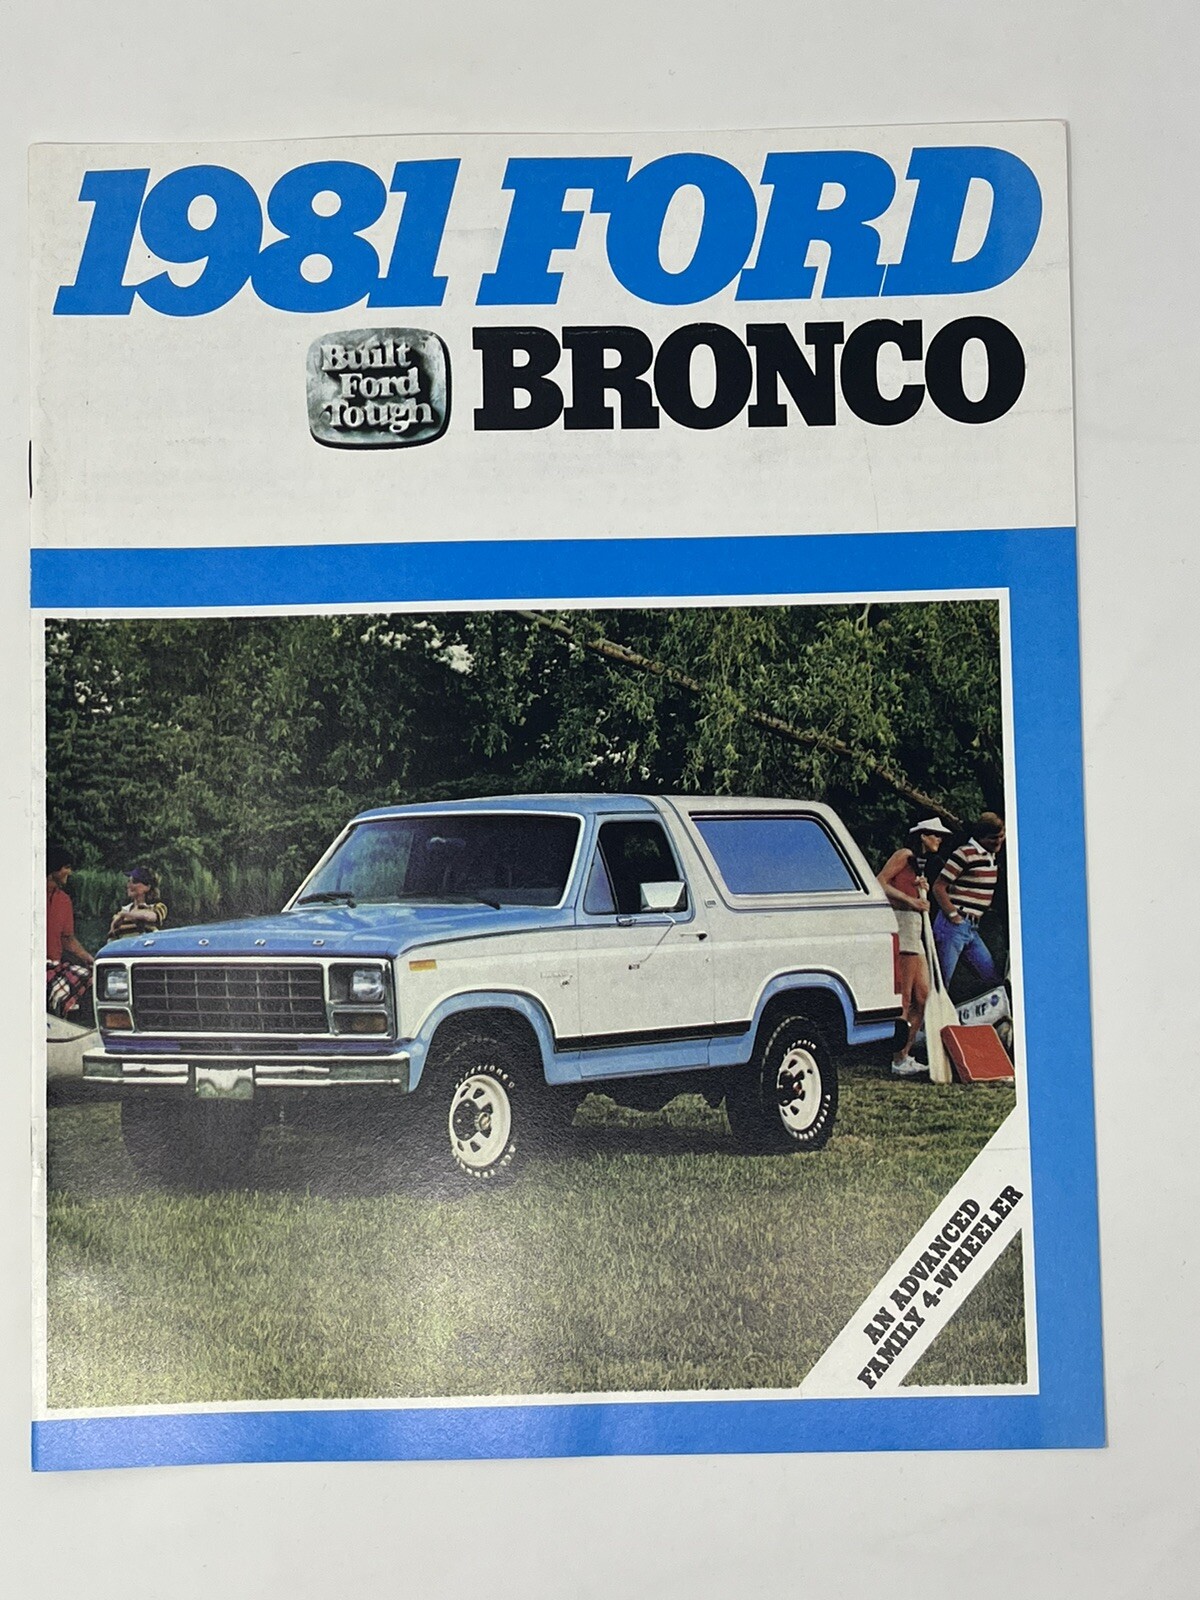 1981 FORD
Built
Ford
Tough
BRONCO
FORD
AN ADVANCED
FAMILY 4-WHEELER